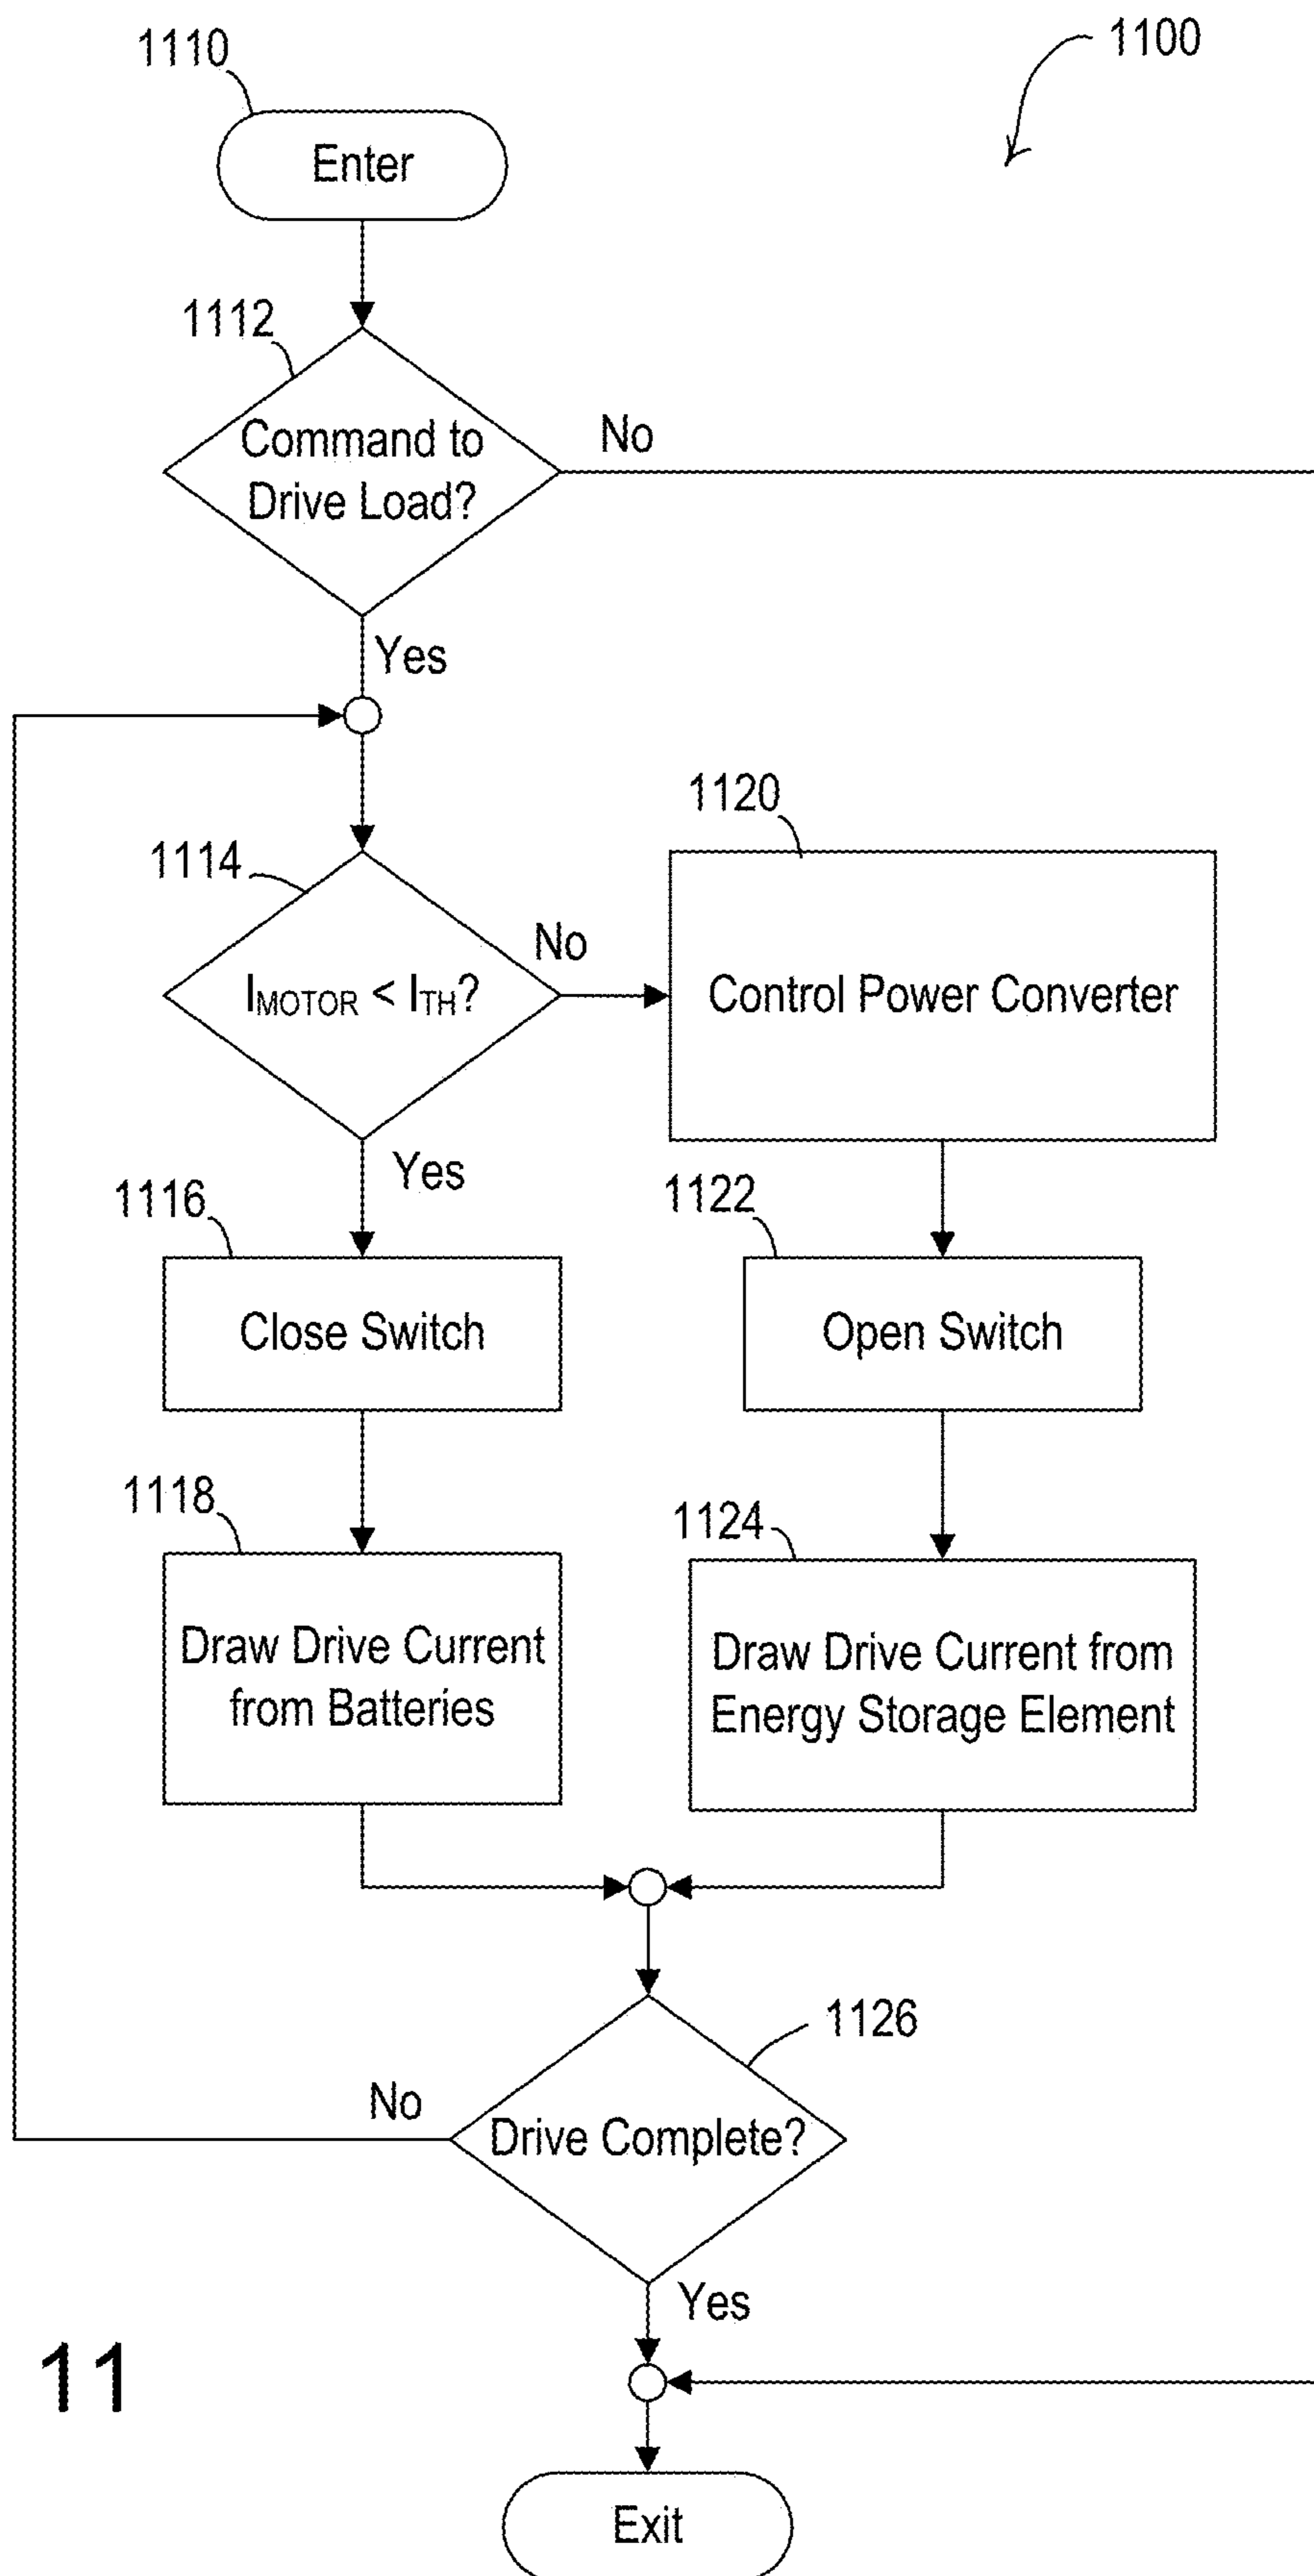 1110
1100
Enter
1112
Command to
Drive Load?
No
Yes
1114
I_MOTOR < I_TH?
No
1120
Control Power Converter
Yes
1116
Close Switch
1122
Open Switch
1118
Draw Drive Current
from Batteries
1124
Draw Drive Current from
Energy Storage Element
1126
Drive Complete?
No
Yes
11
Exit